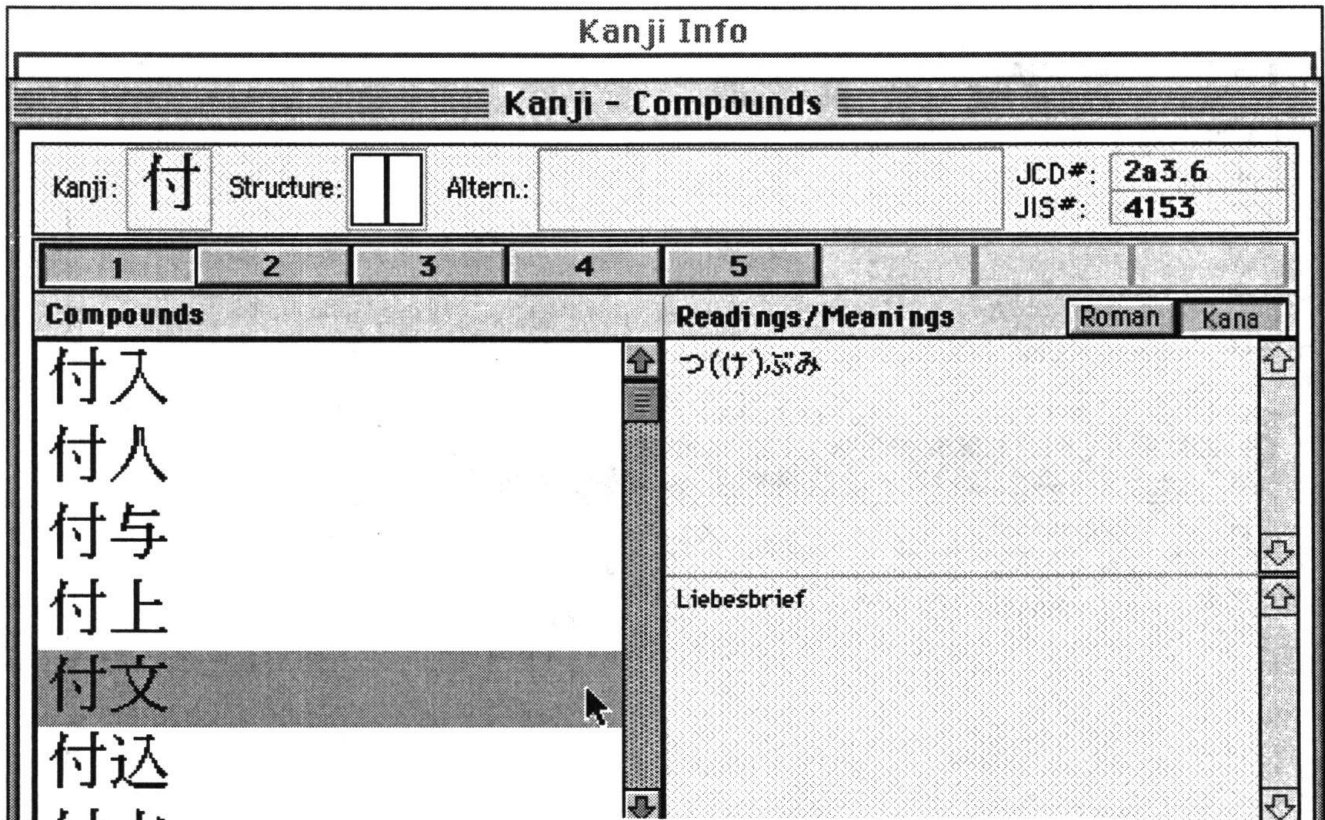 Kanji Info
Kanji - Compounds
Kanji: 付 Structure: Altern.: JCD#: 2a3.6
JIS#: 4153
1 2 3 4 5
Compounds
Readings/Meanings Roman Kana
付入
付人
付与
付上
付文
付込
つ(け)ぶみ
Liebesbrief